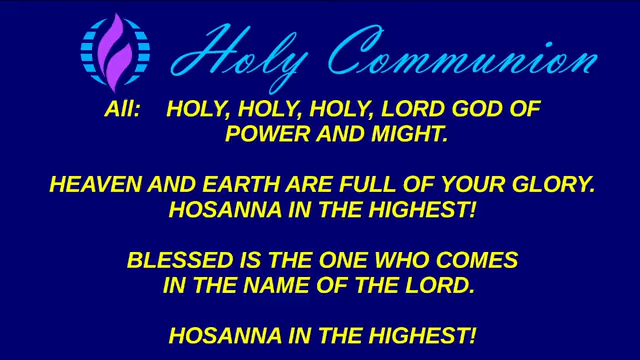 Holy Communion
All: HOLY, HOLY, HOLY, LORD GOD OF
POWER AND MIGHT.
HEAVEN AND EARTH ARE FULL OF YOUR GLORY.
HOSANNA IN THE HIGHEST!
BLESSED IS THE ONE WHO COMES
IN THE NAME OF THE LORD.
HOSANNA IN THE HIGHEST!